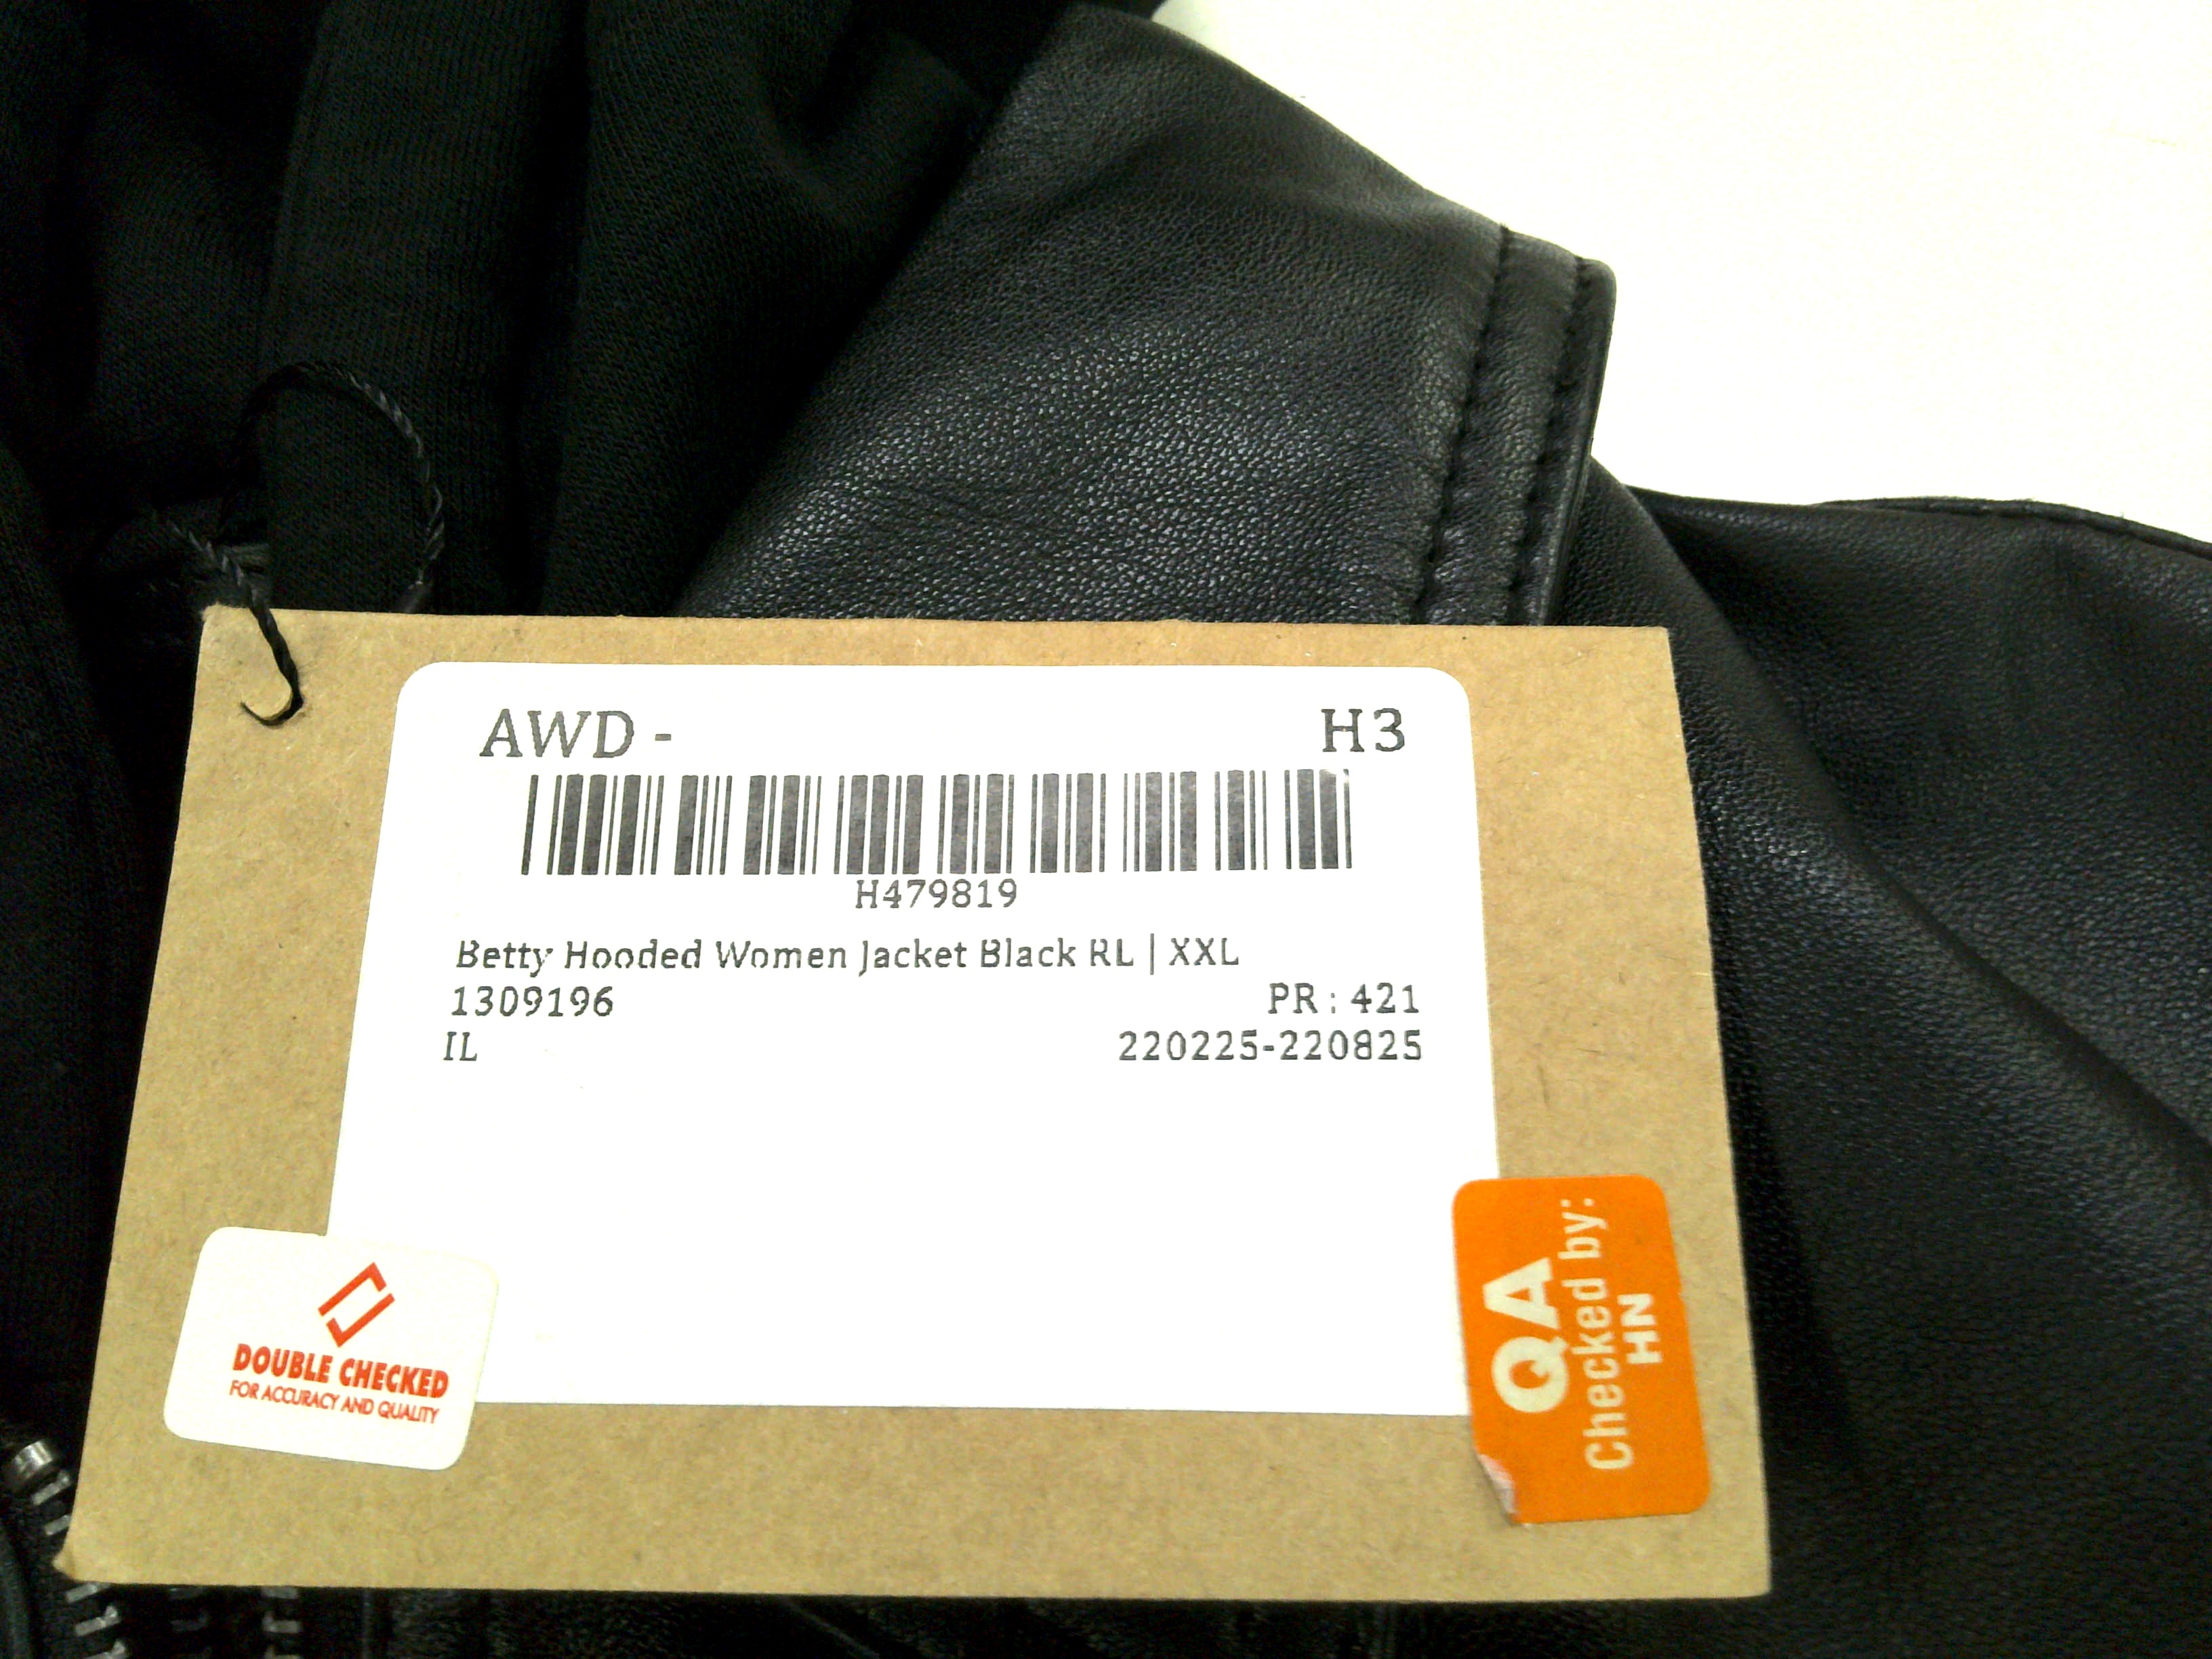 AWD - H3
H479819
Betty Hooded Women Jacket Black RL | XXL
1309196 PR : 421
IL 220225-220825
DOUBLE CHECKED
FOR ACCURACY AND QUALITY
QA
Checked by:
HN